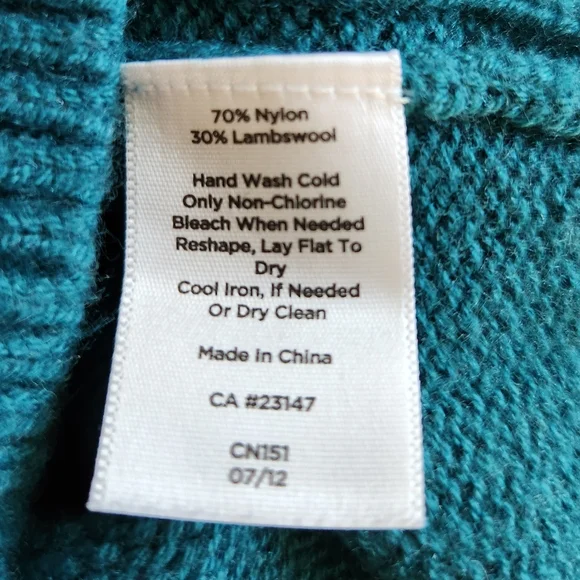 70% Nylon
30% Lambswool
Hand Wash Cold
Only Non-Chlorine
Bleach When Needed
Reshape, Lay Flat To
Dry
Cool Iron, If Needed
Or Dry Clean
Made In China
CA #23147
CN151
07/12